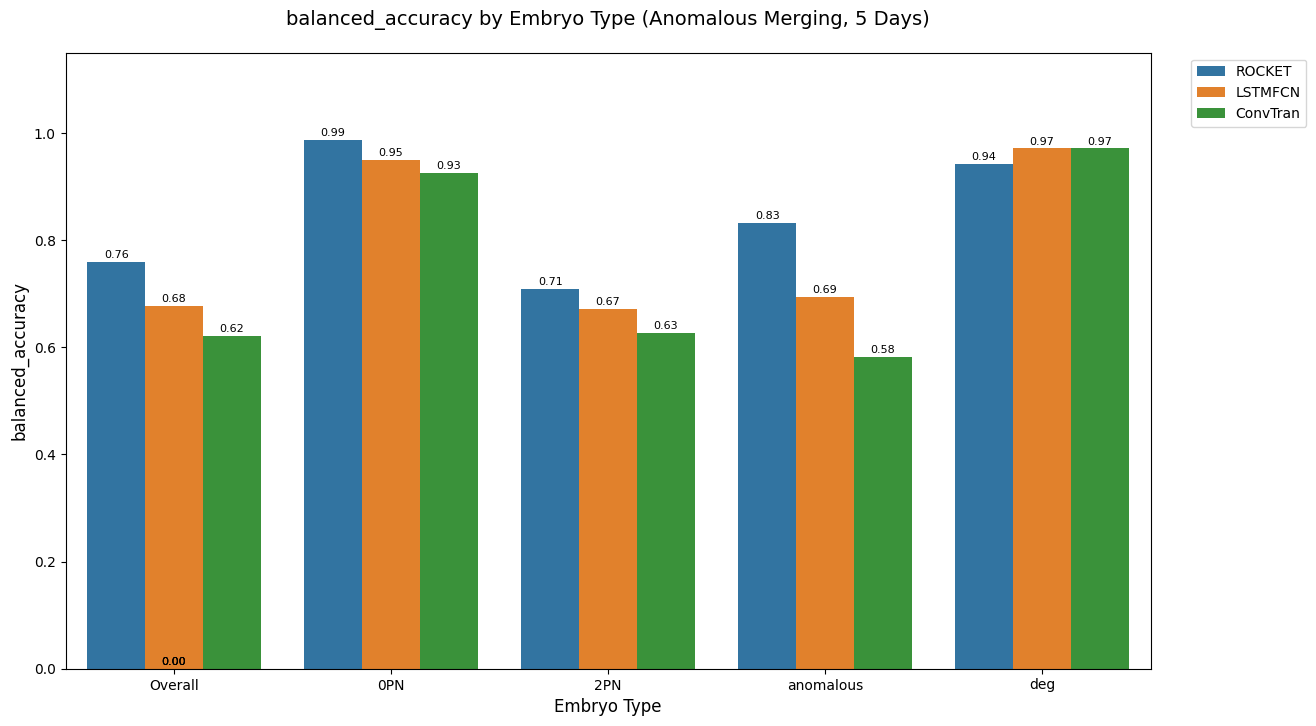 balanced_accuracy by Embryo Type (Anomalous Merging, 5 Days)
ROCKET
LSTMFCN
ConvTran
balanced_accuracy
1.0
0.8
0.6
0.4
0.2
0.0
0.76
0.68
0.62
0.00
0.99
0.95
0.93
0.71
0.67
0.63
0.83
0.69
0.58
0.94
0.97
0.97
Overall
0PN
2PN
anomalous
deg
Embryo Type